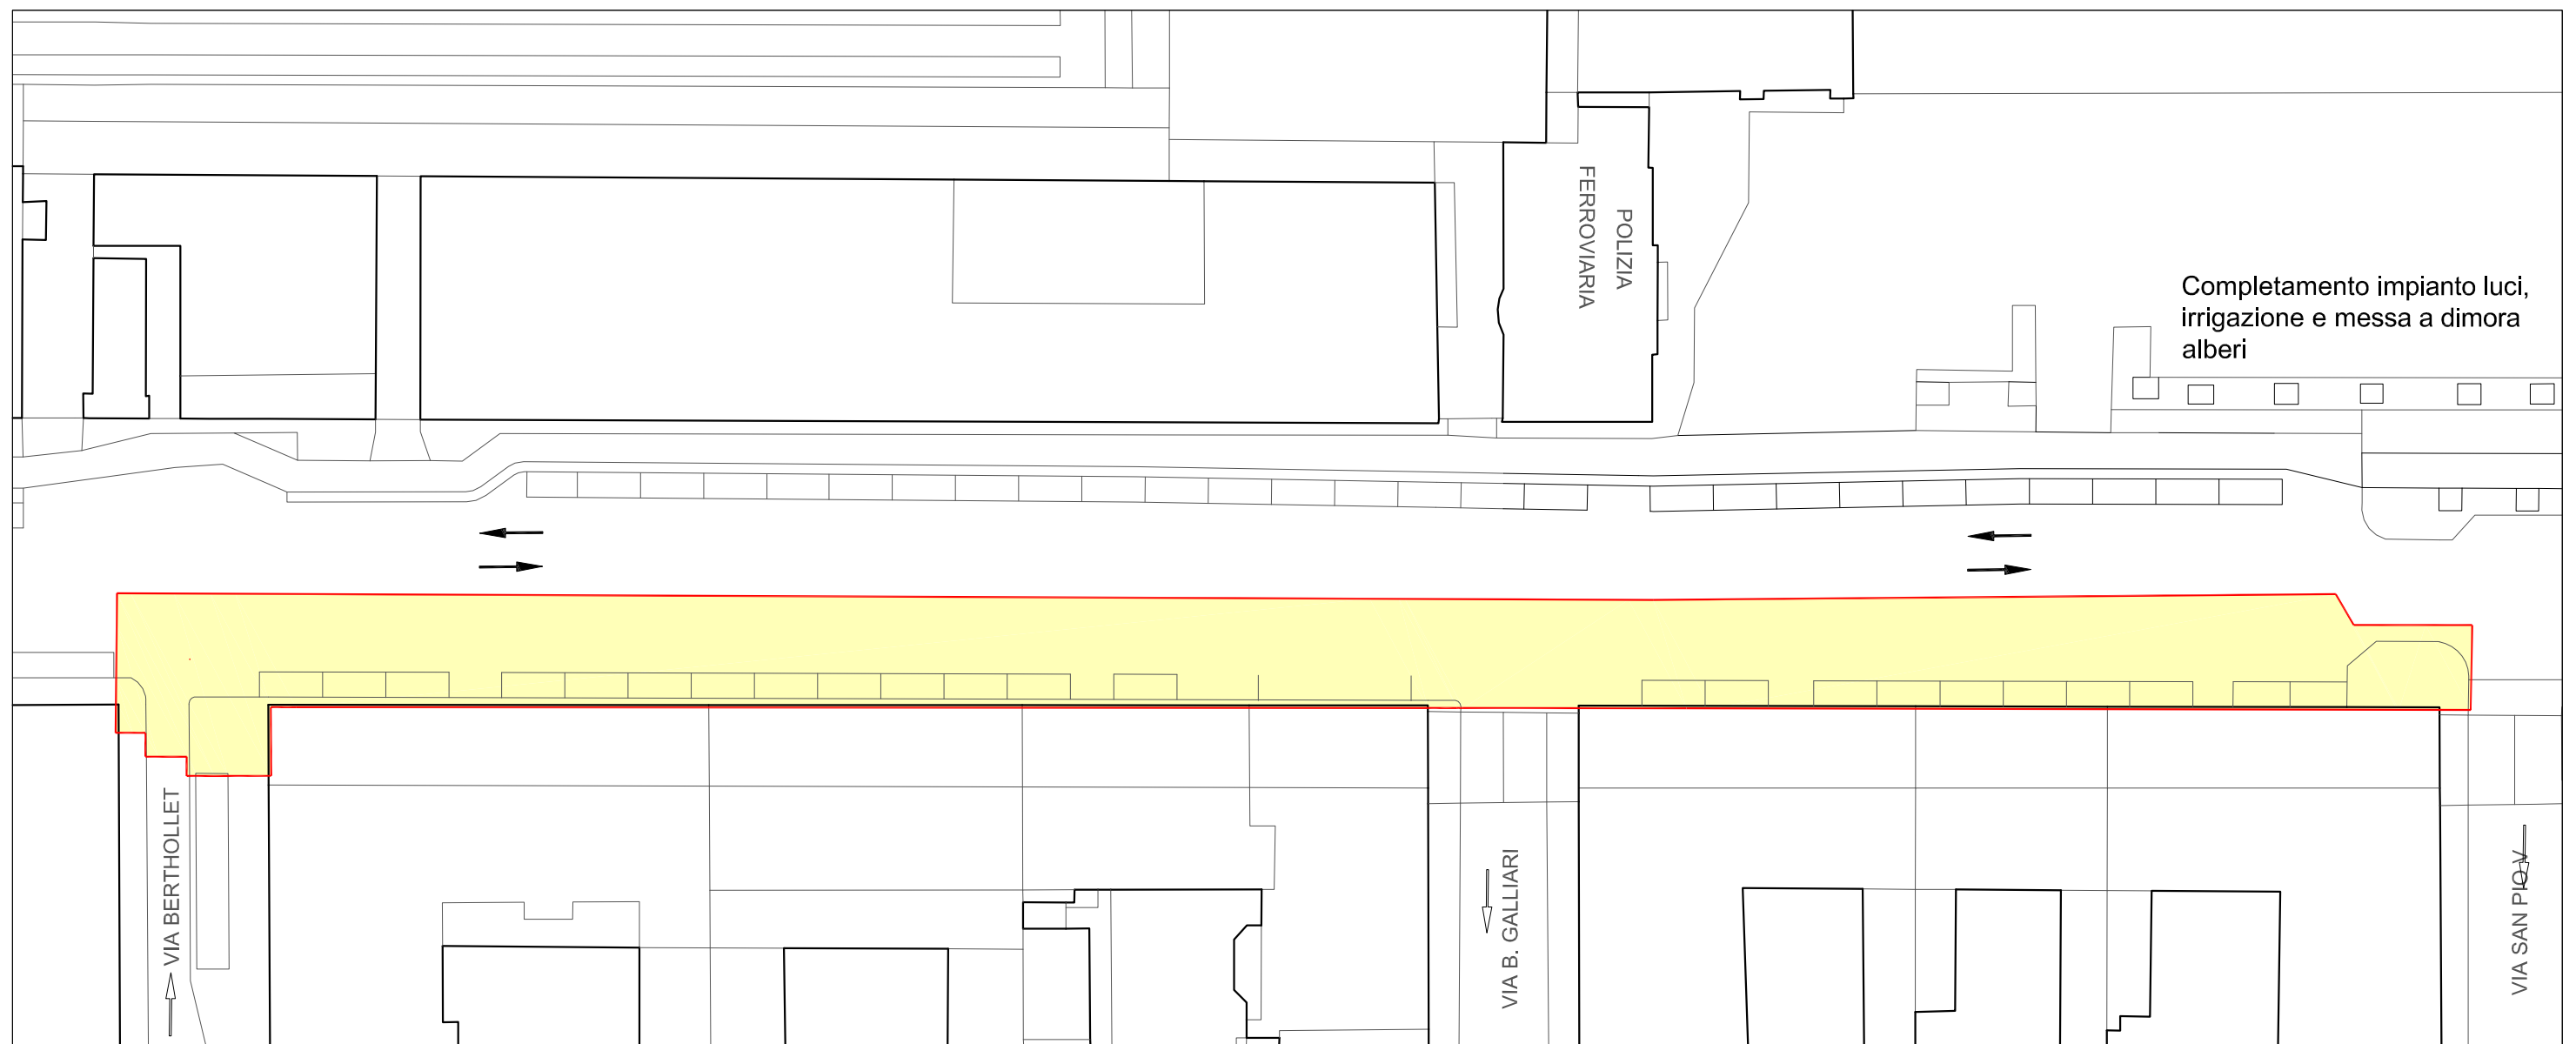 POLIZIA
FERROVIARIA
Completamento impianto luci,
irrigazione e messa a dimora
alberi
VIA BERTHOLLET
VIA B. GALLIARI
VIA SAN PIO V